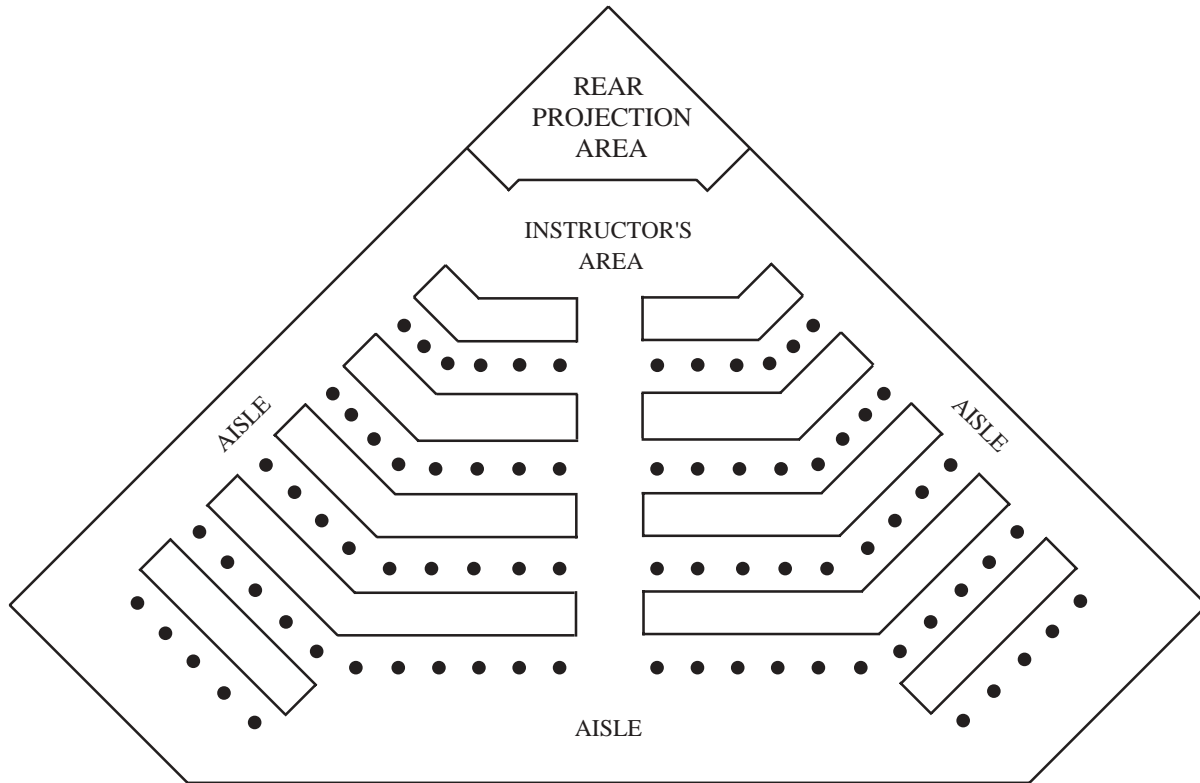 REAR
PROJECTION
AREA
INSTRUCTOR'S
AREA
AISLE
AISLE
AISLE